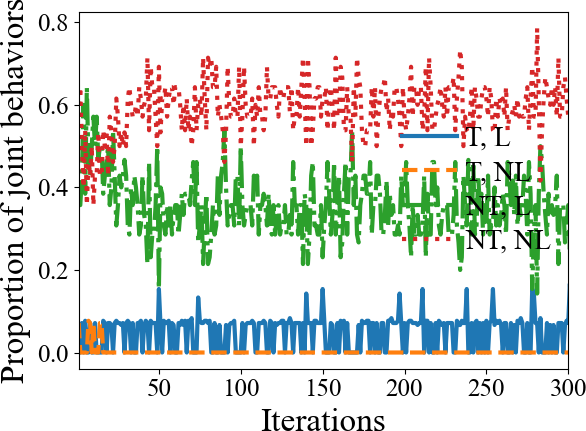 Proportion of joint behaviors
0.8
0.6
0.4
0.2
0.0
T, L
T, NL
NT, L
NT, NL
50
100
150
200
250
300
Iterations